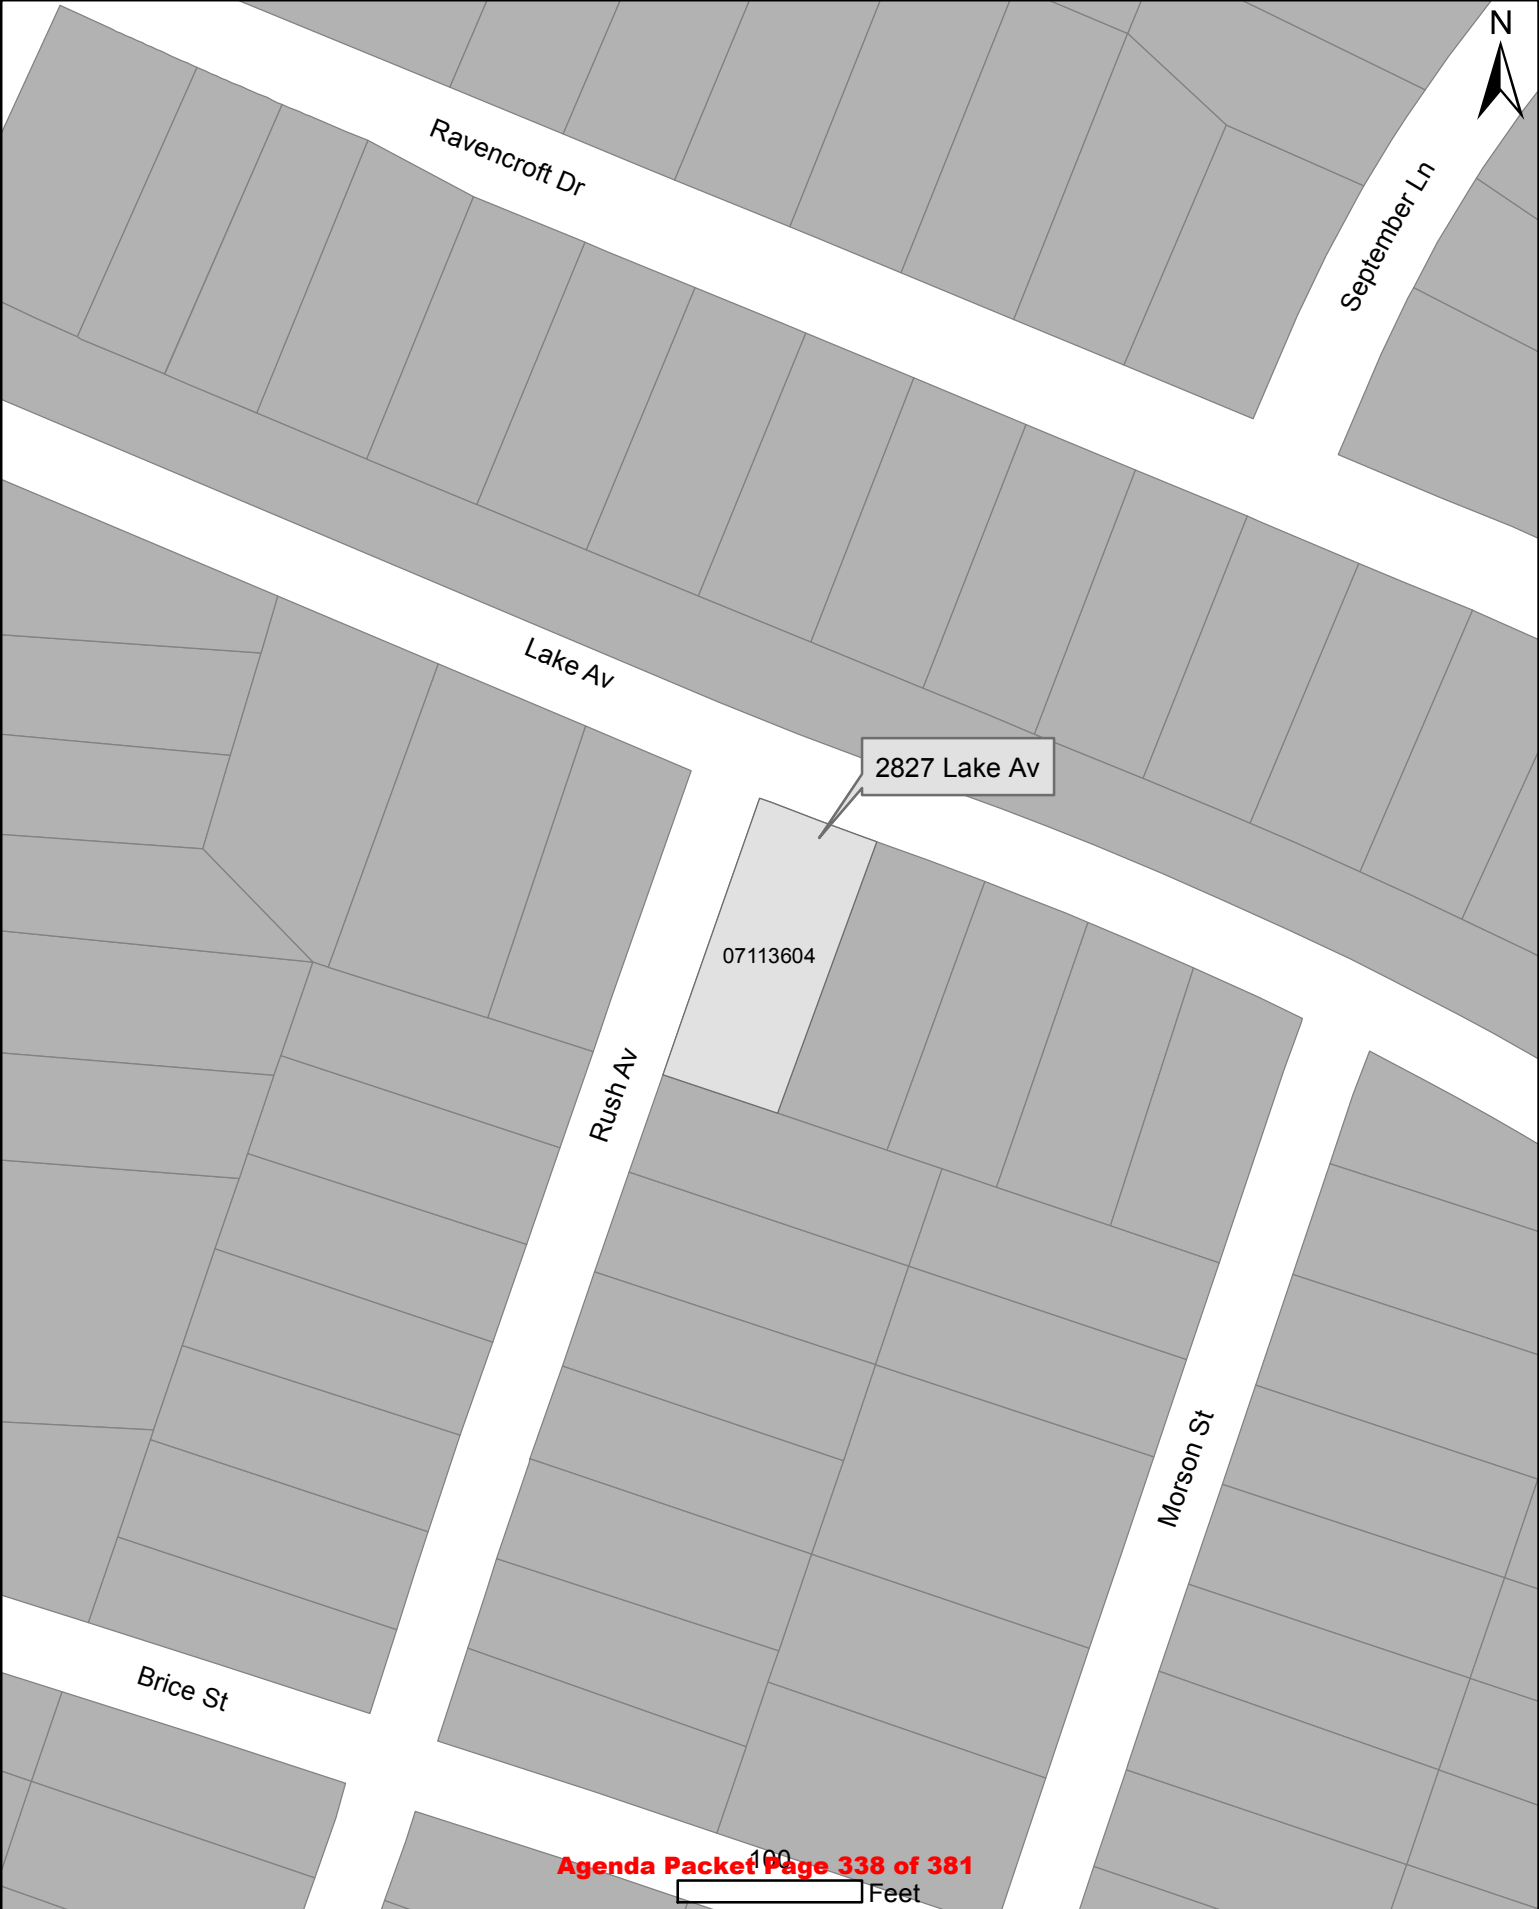 N
Ravencroft Dr
September Ln
Lake Av
2827 Lake Av
07113604
Rush Av
Morson St
Brice St
100
Agenda Packet Page 338 of 381
Feet